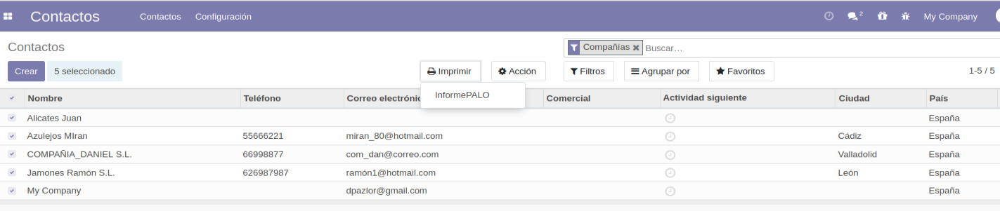 Contactos Contactos Configuración 2 My Company
Contactos Compañías Buscar...
Crear 5 seleccionado Imprimir Acción Filtros Agrupar por Favoritos 1-5 / 5
InformePALO
Nombre Teléfono Correo electrónic Comercial Actividad siguiente Ciudad País
Alicates Juan España
Azulejos MIran 55666221 miran_80@hotmail.com Cádiz España
COMPAÑIA_DANIEL S.L. 66998877 com_dan@correo.com Valladolid España
Jamones Ramón S.L. 626987987 ramón1@hotmail.com León España
My Company dpazlor@gmail.com España